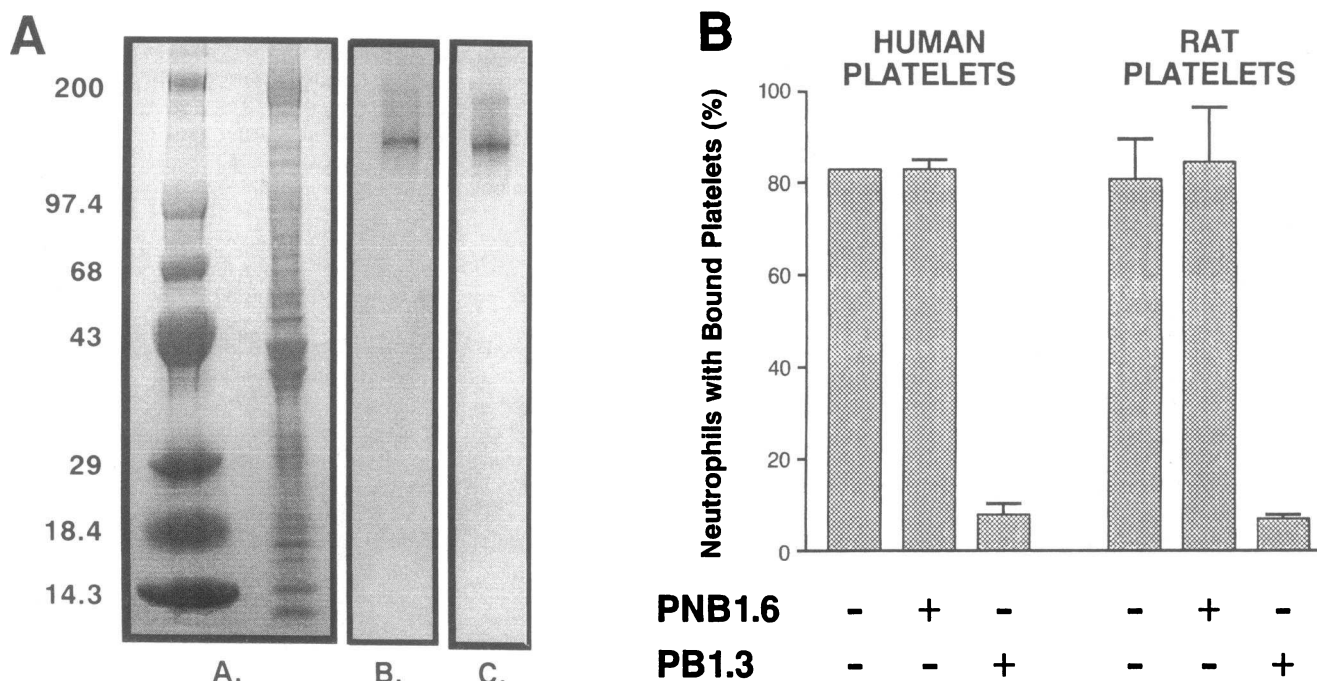 A
200
97.4
68
43
29
18.4
14.3
A.
B.
C.
B
HUMAN PLATELETS
RAT PLATELETS
Neutrophils with Bound Platelets (%)
100
80
60
40
20
0
PNB1.6 - + - - + -
PB1.3 - - + - - +